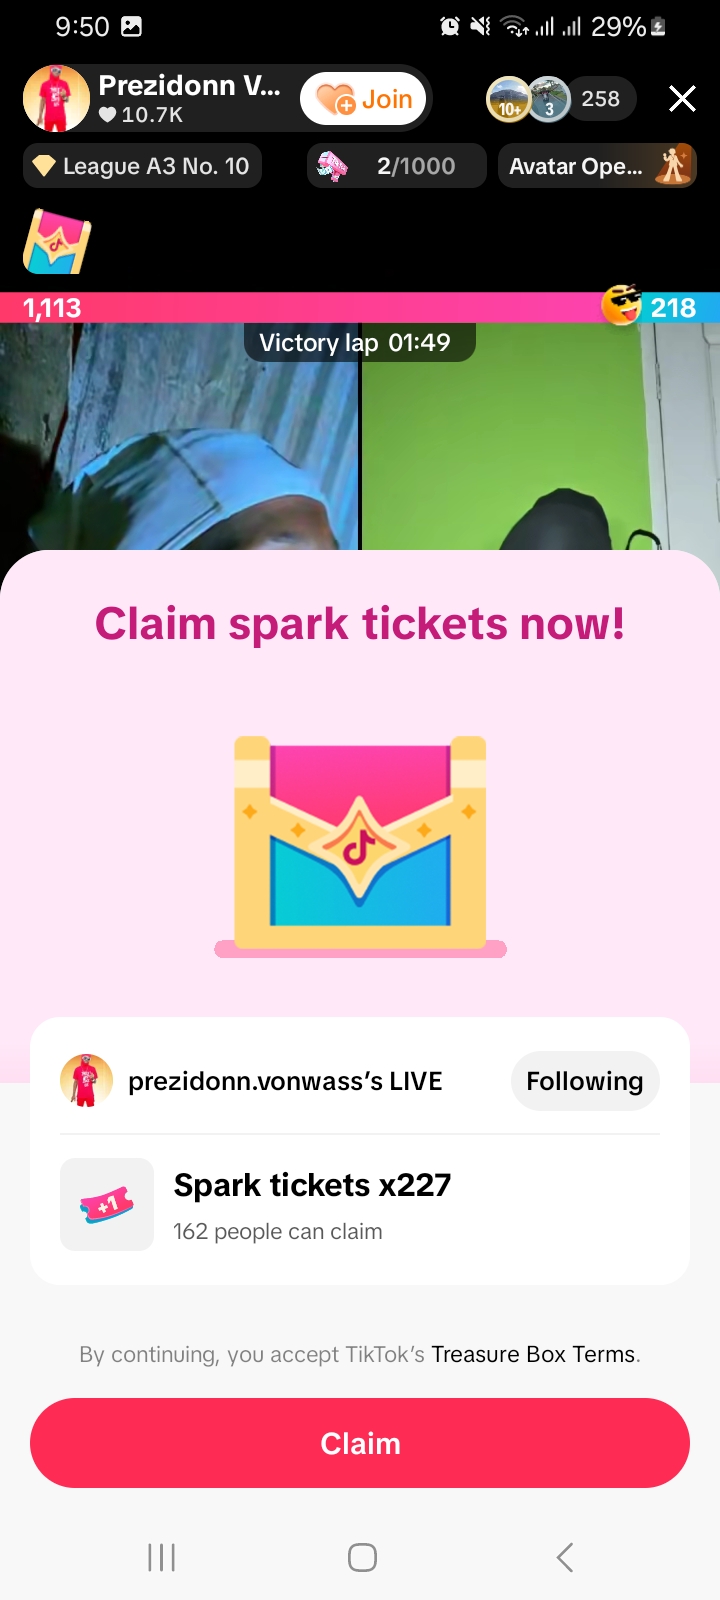 9:50
29%
Prezidonn V...
10.7K
Join
10+
3
258
League A3 No. 10
2/1000
Avatar Ope...
1,113
218
Victory lap 01:49
Claim spark tickets now!
prezidonn.vonwass’s LIVE
Following
+1
Spark tickets x227
162 people can claim
By continuing, you accept TikTok’s Treasure Box Terms.
Claim